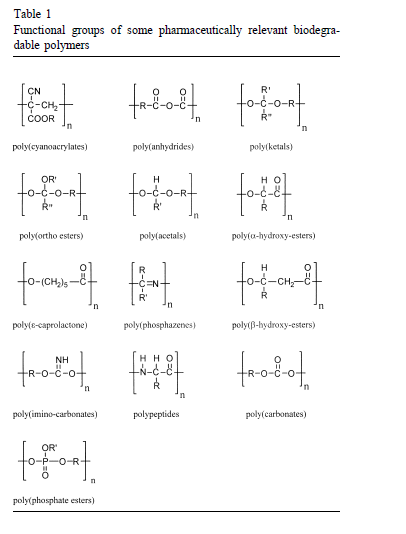 Table 1
Functional groups of some pharmaceutically relevant biodegra-
dable polymers
CN
C-CH2
COOR
n
R-C-O-C
O O
n
R'
O-C-O-R
R"
n
poly(cyanoacrylates) poly(anhydrides) poly(ketals)
OR'
O-C-O-R
R"
n
H
O-C-O-R
R'
n
H O
O-C-C
R
n
poly(ortho esters) poly(acetals) poly(α-hydroxy-esters)
O
O-(CH2)5-C
n
R
C=N
R'
n
H O
O-C-CH2-C
R
n
poly(ε-caprolactone) poly(phosphazenes) poly(β-hydroxy-esters)
NH
R-O-C-O
n
H H O
N-C-C
R
n
O
R-O-C-O
n
poly(imino-carbonates) polypeptides poly(carbonates)
OR'
O-P-O-R
O
n
poly(phosphate esters)